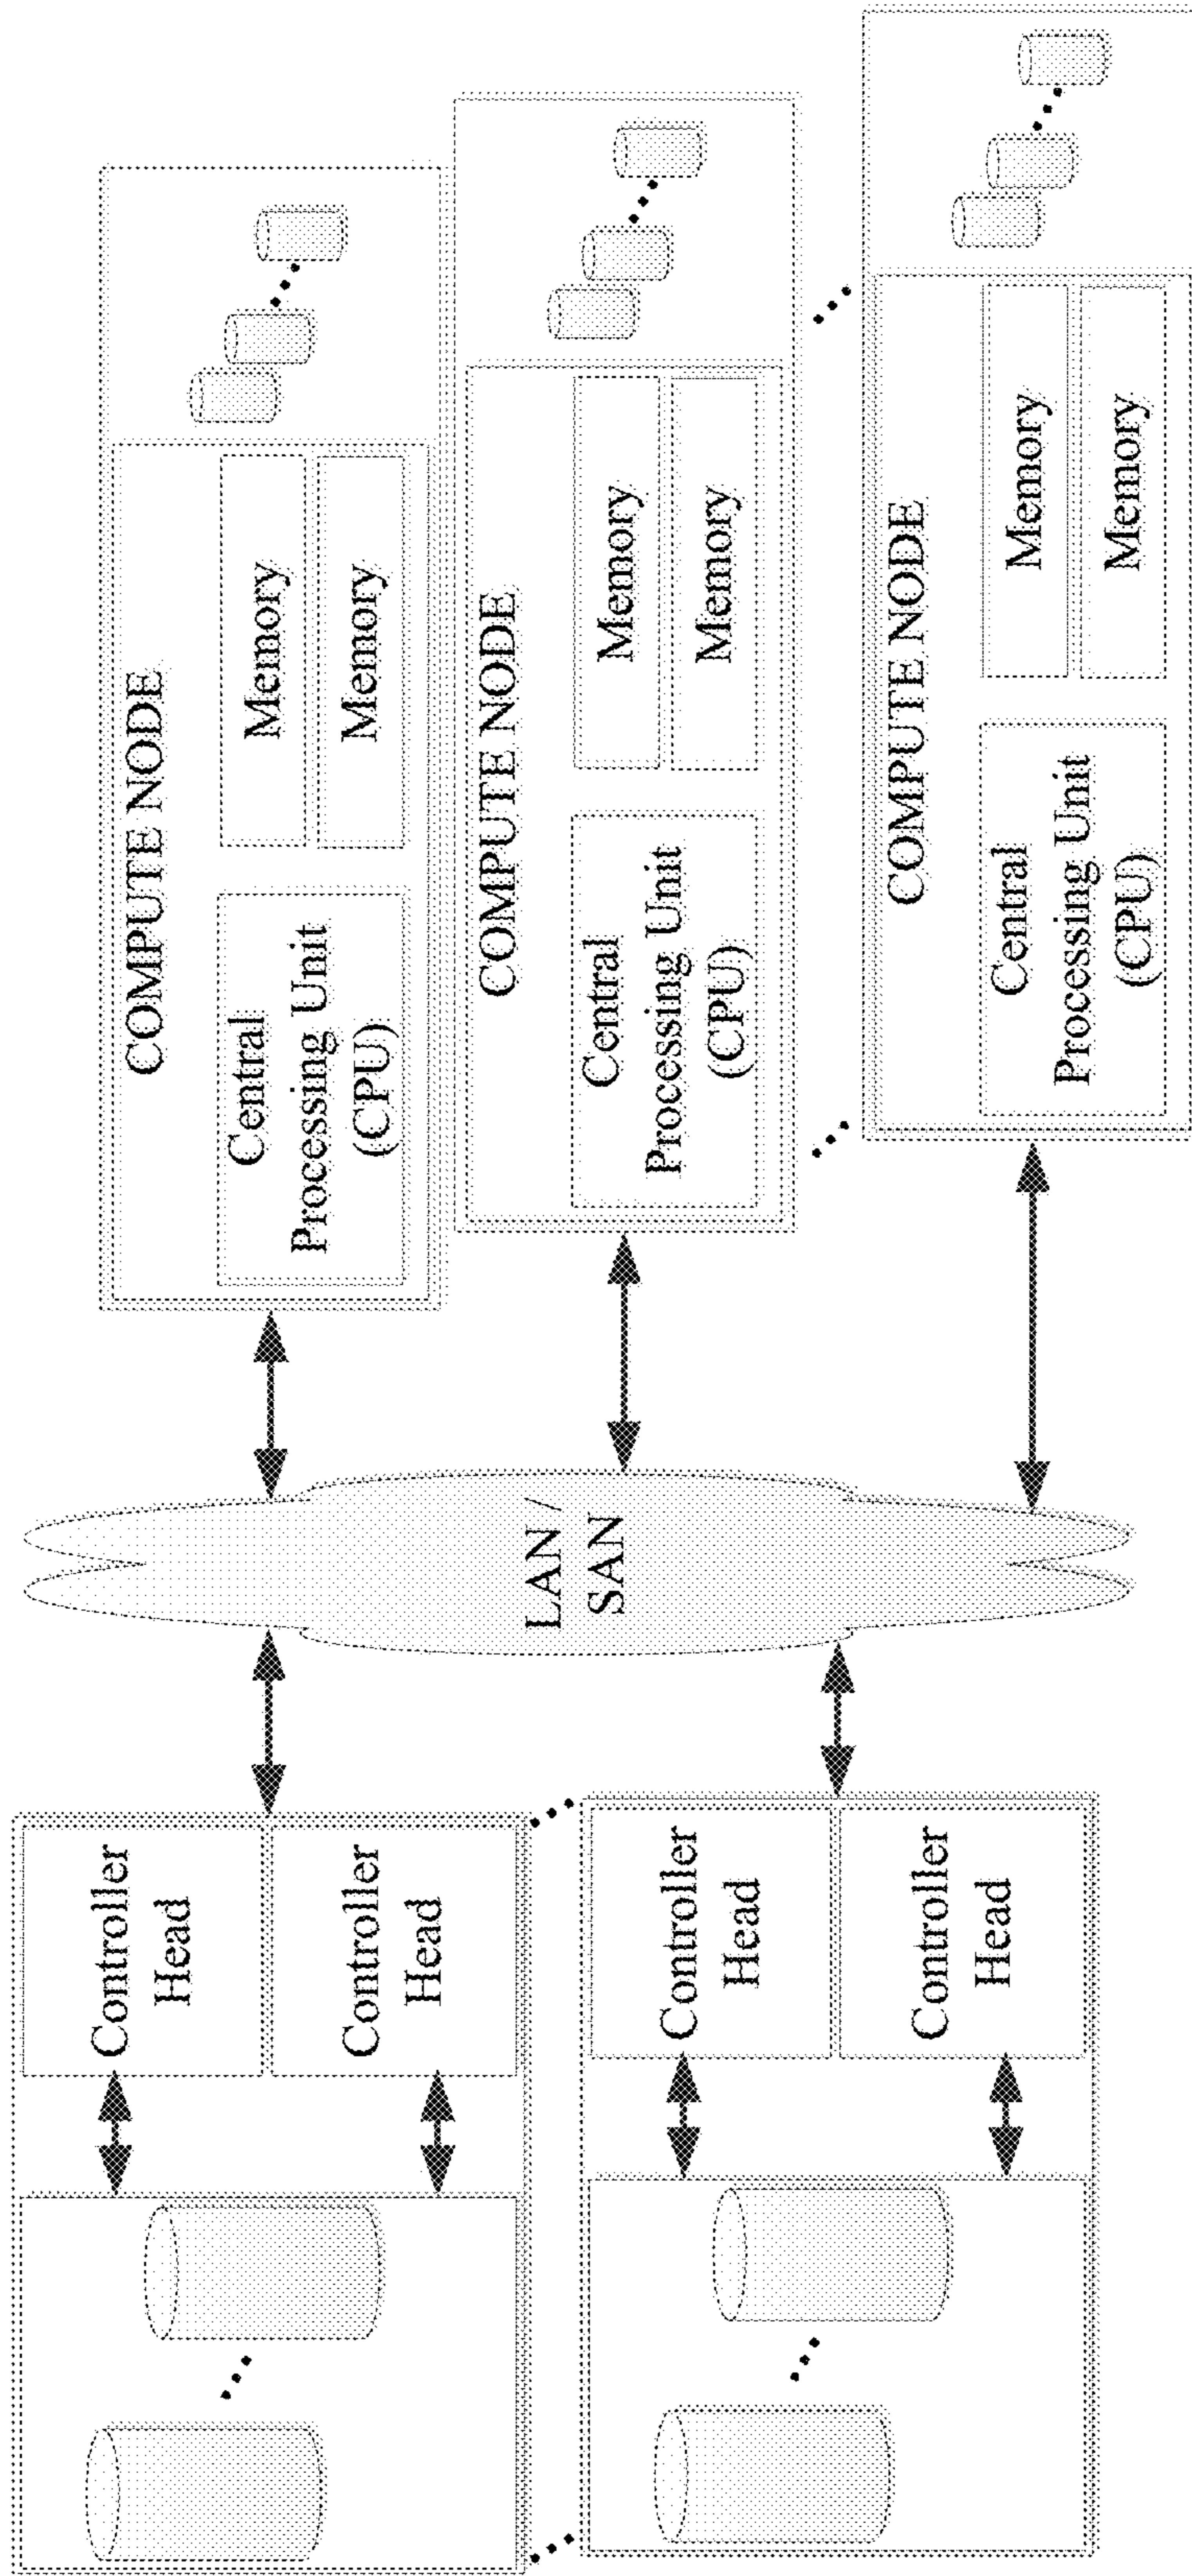 Controller
Head
Controller
Head
Controller
Head
Controller
Head
LAN /
SAN
COMPUTE NODE
Central
Processing Unit
(CPU)
Memory
Memory
COMPUTE NODE
Central
Processing Unit
(CPU)
Memory
Memory
COMPUTE NODE
Central
Processing Unit
(CPU)
Memory
Memory